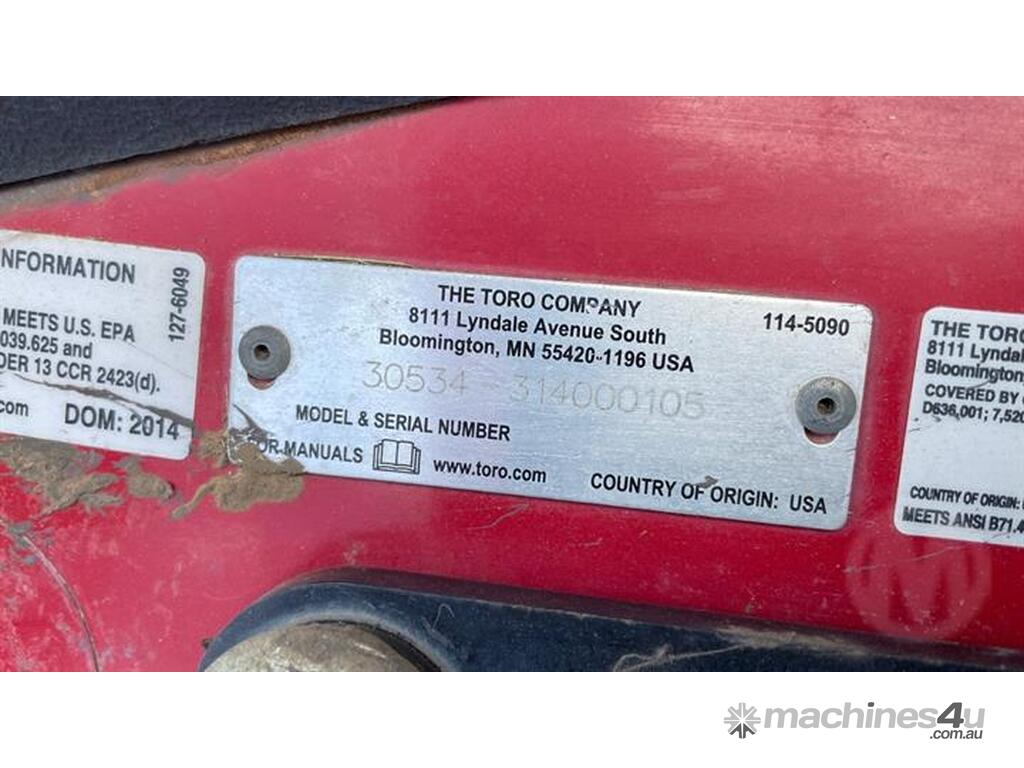 NFORMATION
127-6049
MEETS U.S. EPA
039.625 and
DER 13 CCR 2423(d).
com
DOM: 2014
THE TORO COMPANY
8111 Lyndale Avenue South
Bloomington, MN 55420-1196 USA
114-5090
30534 314000105
MODEL & SERIAL NUMBER
OR MANUALS www.toro.com
COUNTRY OF ORIGIN: USA
THE TORO
8111 Lyndal
Bloomington
COVERED BY
D636,001; 7,520
COUNTRY OF ORIGIN:
MEETS ANSI B71.4
machines4u
.com.au